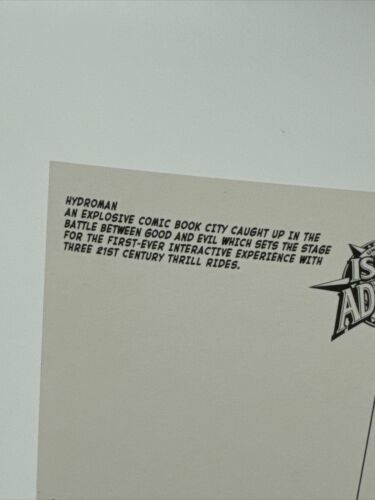 HYDROMAN
AN EXPLOSIVE COMIC BOOK CITY CAUGHT UP IN THE
BATTLE BETWEEN GOOD AND EVIL WHICH SETS THE STAGE
FOR THE FIRST-EVER INTERACTIVE EXPERIENCE WITH
THREE 21ST CENTURY THRILL RIDES.